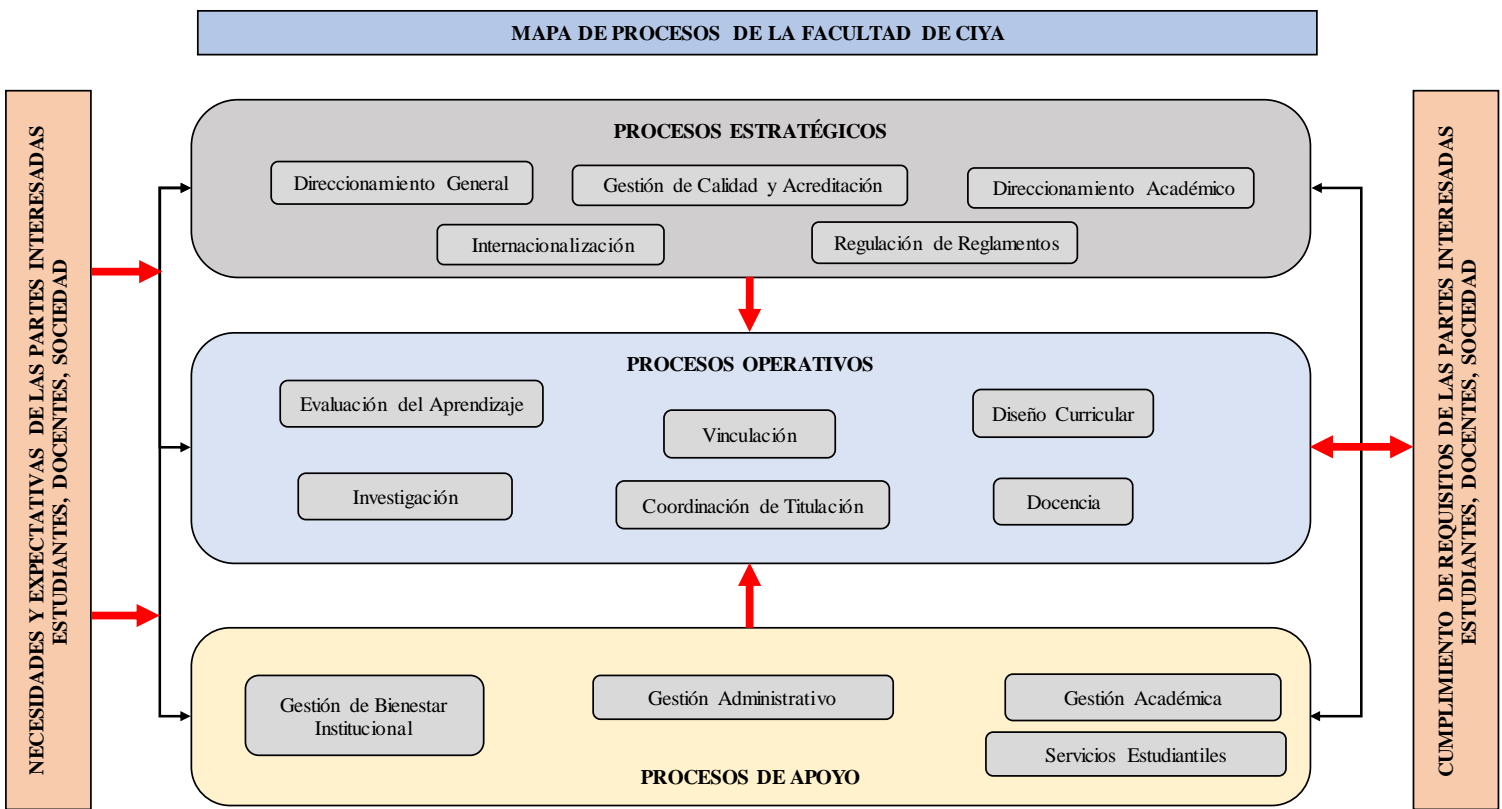 MAPA DE PROCESOS DE LA FACULTAD DE CIYA
NECESIDADES Y EXPECTATIVAS DE LAS PARTES INTERESADAS
ESTUDIANTES, DOCENTES, SOCIEDAD
PROCESOS ESTRATÉGICOS
Direccionamiento General
Gestión de Calidad y Acreditación
Direccionamiento Académico
Internacionalización
Regulación de Reglamentos
PROCESOS OPERATIVOS
Evaluación del Aprendizaje
Vinculación
Diseño Curricular
Investigación
Coordinación de Titulación
Docencia
Gestión de Bienestar
Institucional
Gestión Administrativo
Gestión Académica
Servicios Estudiantiles
PROCESOS DE APOYO
CUMPLIMIENTO DE REQUISITOS DE LAS PARTES INTERESADAS
ESTUDIANTES, DOCENTES, SOCIEDAD